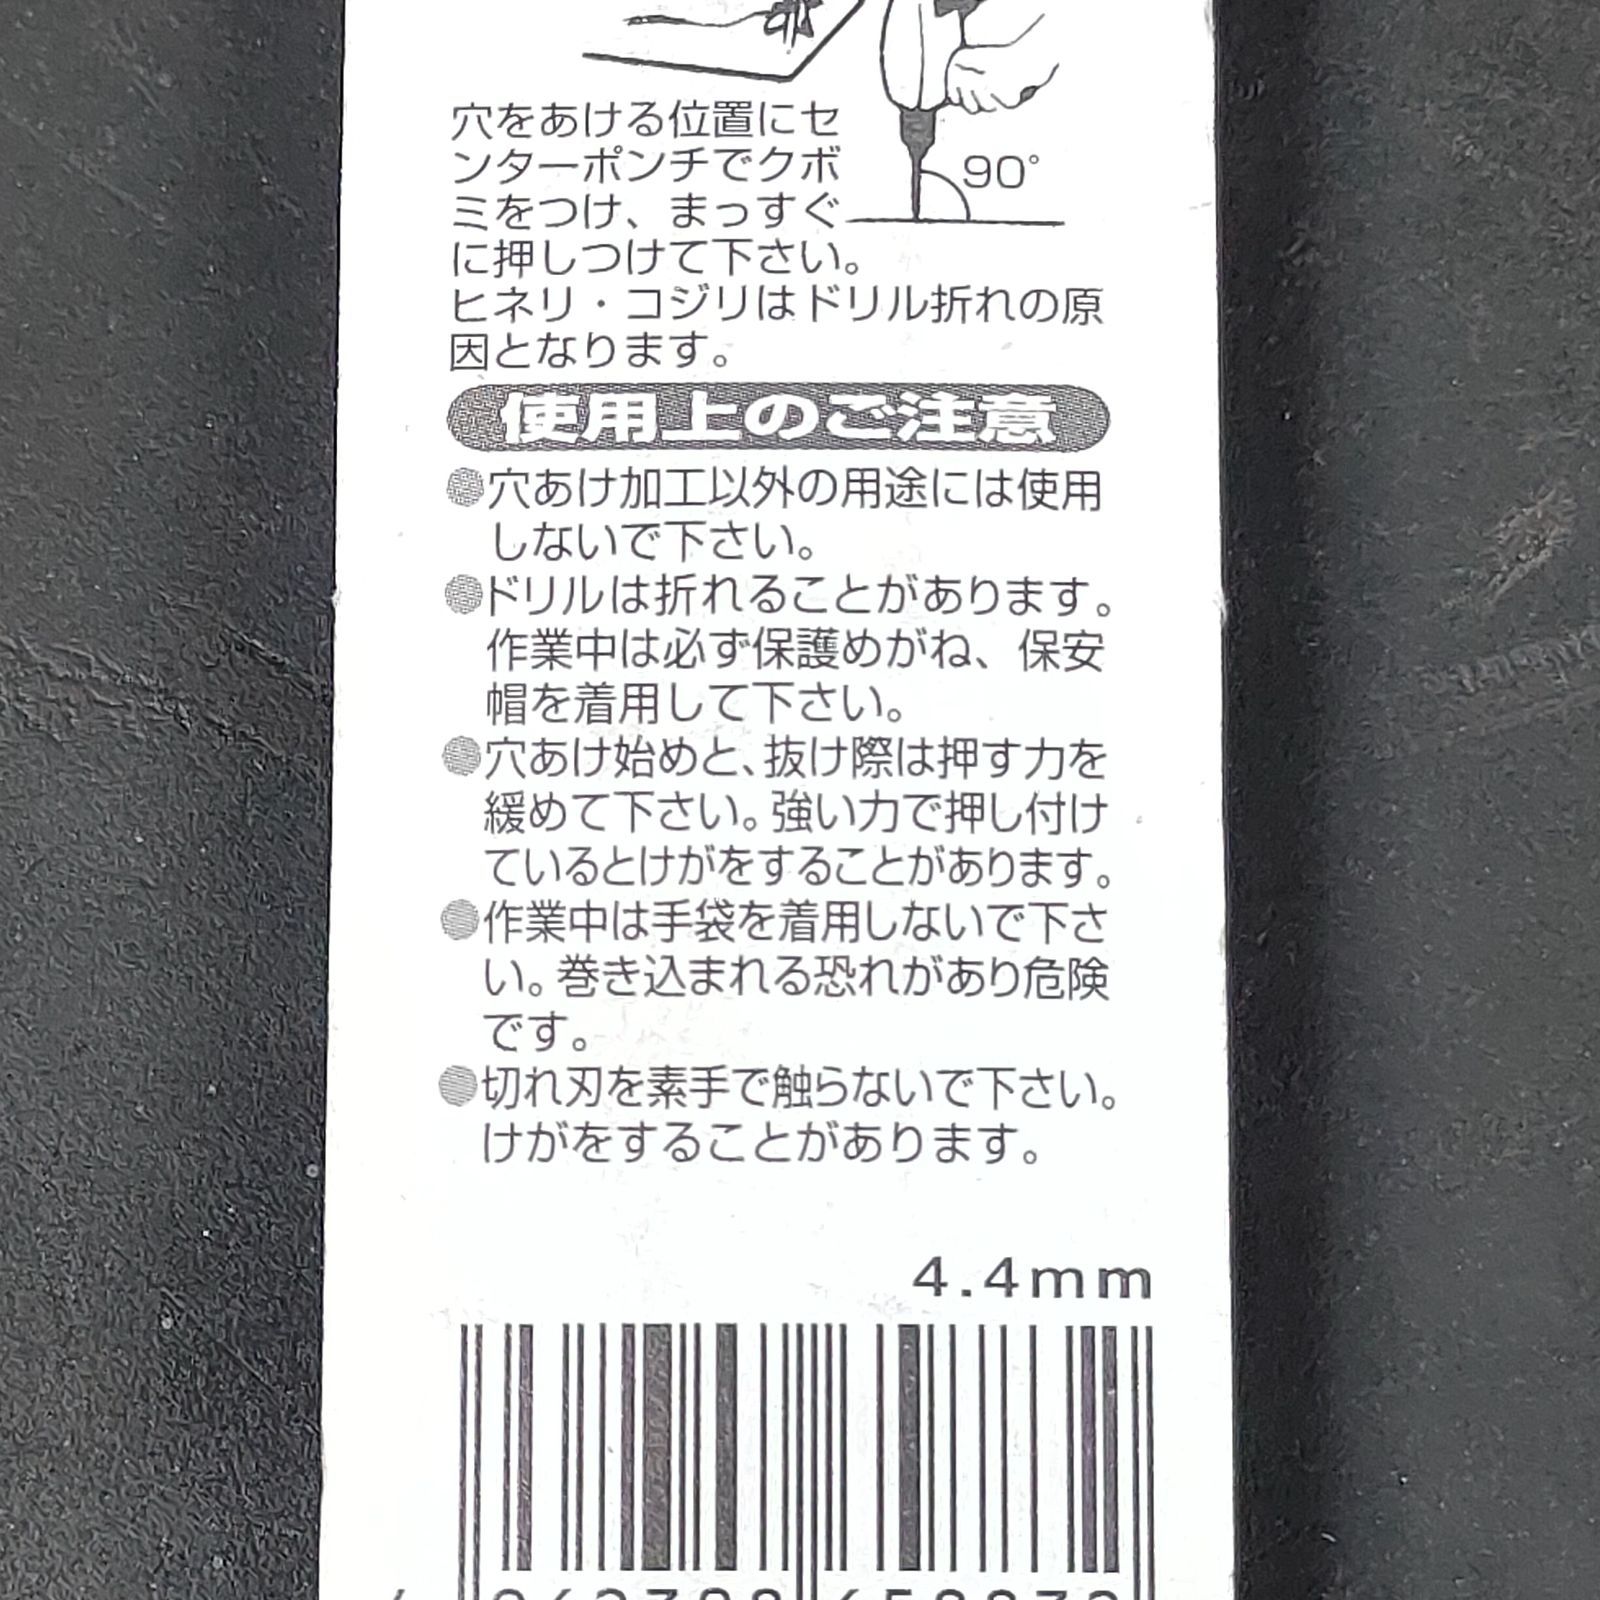 穴をあける位置にセ
ンターポンチでクボ
ミをつけ、まっすぐ
に押しつけて下さい。
90°
ヒネリ・コジリはドリル折れの原
因となります。
使用上のご注意
●穴あけ加工以外の用途には使用
しないで下さい。
●ドリルは折れることがあります。
作業中は必ず保護めがね、保安
帽を着用して下さい。
●穴あけ始めと、抜け際は押す力を
緩めて下さい。強い力で押し付け
ているとけがをすることがあります。
●作業中は手袋を着用しないで下さ
い。巻き込まれる恐れがあり危険
です。
●切れ刃を素手で触らないで下さい。
けがをすることがあります。
4.4mm